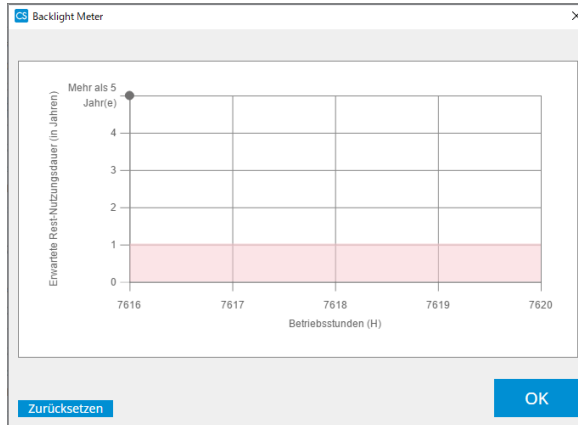 CS Backlight Meter
Mehr als 5
Jahr(e)
4
3
2
1
0
Erwartete Rest-Nutzungsdauer (in Jahren)
7616 7617 7618 7619 7620
Betriebsstunden (H)
Zurücksetzen
OK